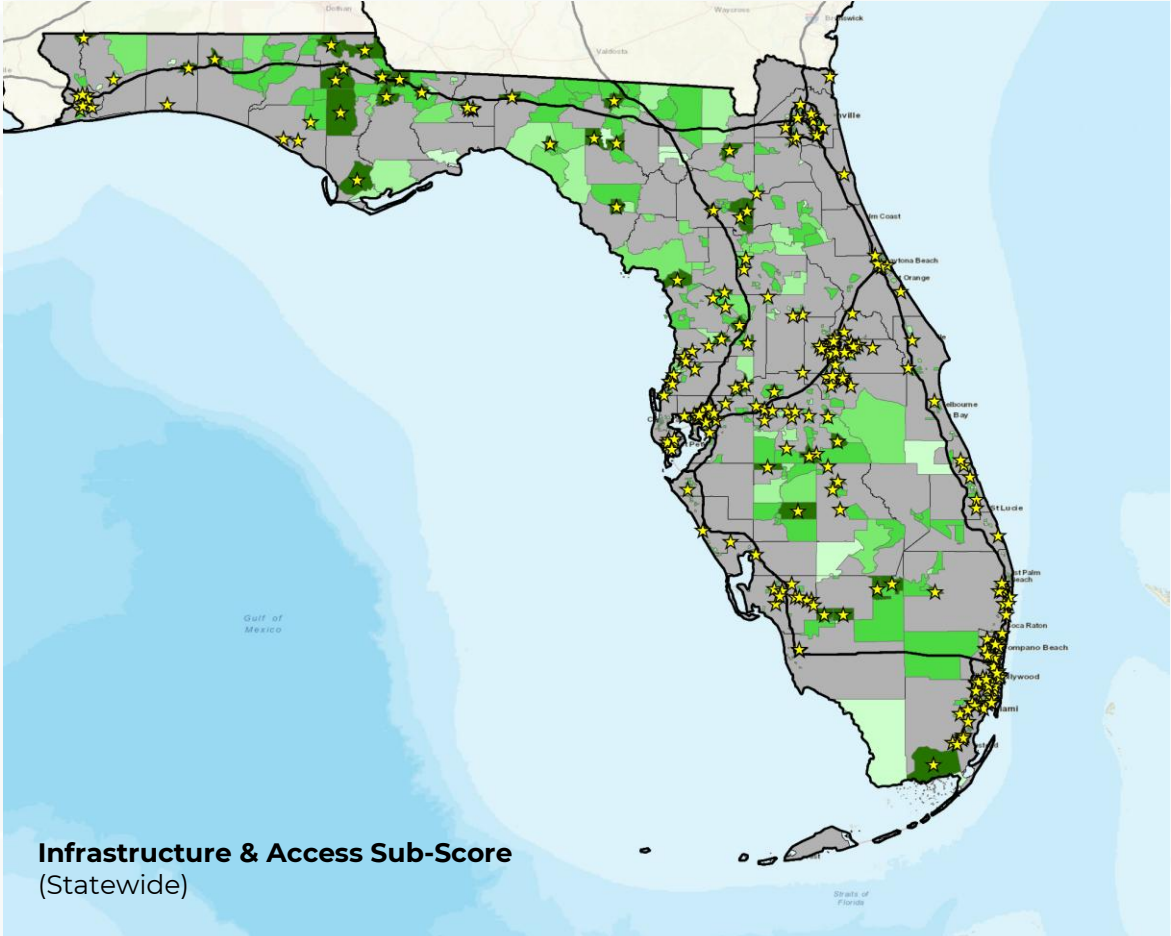 Dothan
Waycross
Brunswick
Valdosta
ville
lm Coast
aytona Beach
t Orange
elbourne
Bay
St Lucie
st Palm
Beach
oca Raton
ompano Beach
llywood
iami
Gulf of
Mexico
Infrastructure & Access Sub-Score
(Statewide)
Straits of
Florida